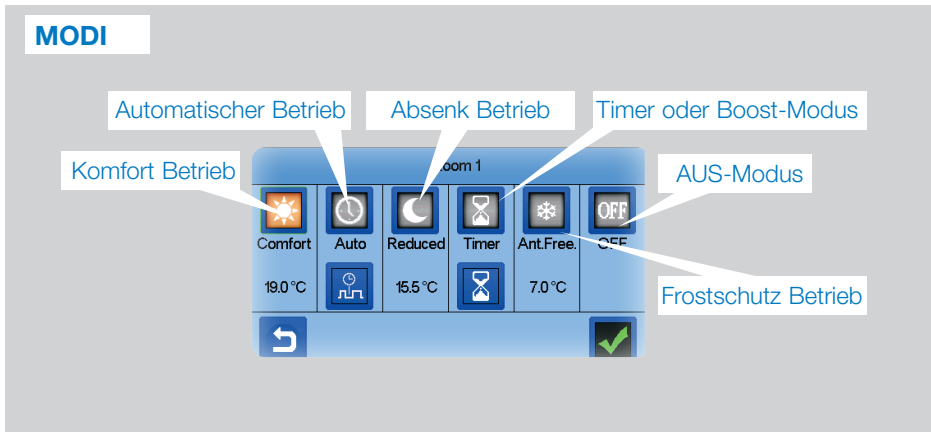 MODI
Automatischer Betrieb
Absenk Betrieb
Timer oder Boost-Modus
Komfort Betrieb
AUS-Modus
oom 1
OFF
Comfort
Auto
Reduced
Timer
Ant.Free.
OFF
19.0 °C
15.5 °C
7.0 °C
Frostschutz Betrieb